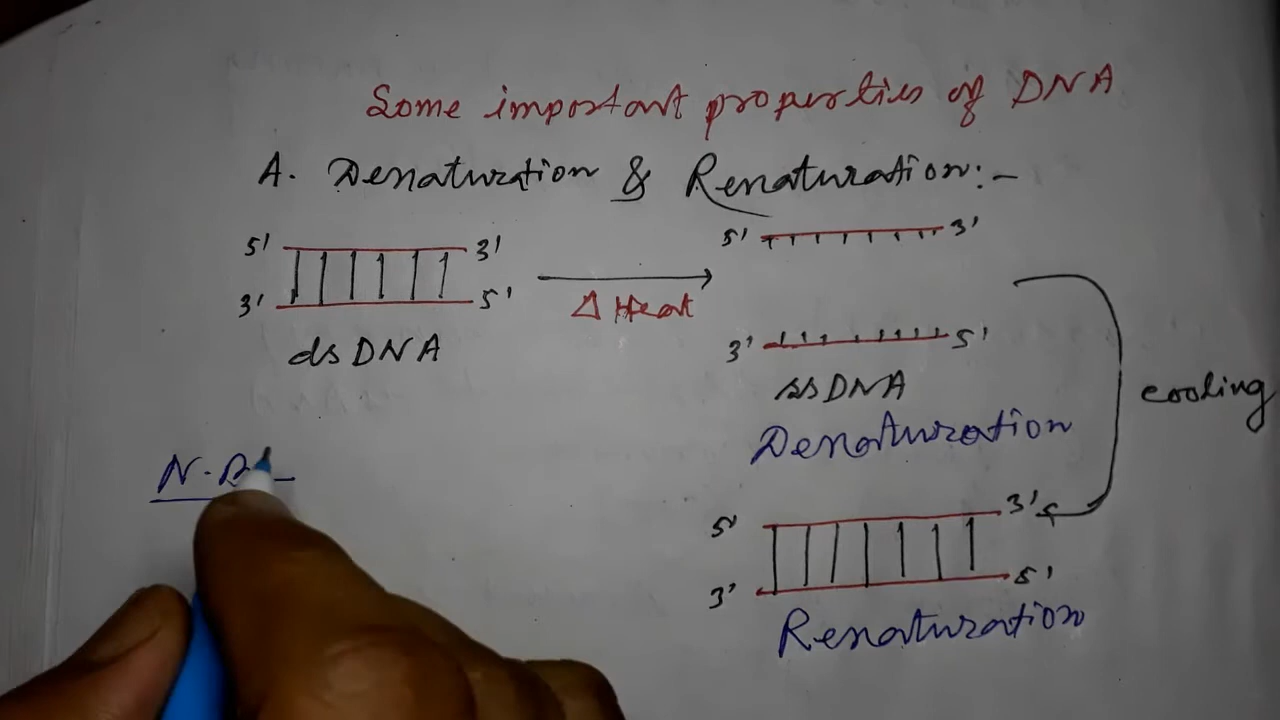 Some important properties of DNA
A. Denaturation & Renaturation:-
5' 3'
3' 5'
dsDNA
Δ Heat
5' 3'
3' 5'
ssDNA
Denaturation
cooling
5' 3'
3' 5'
Renaturation
N.B